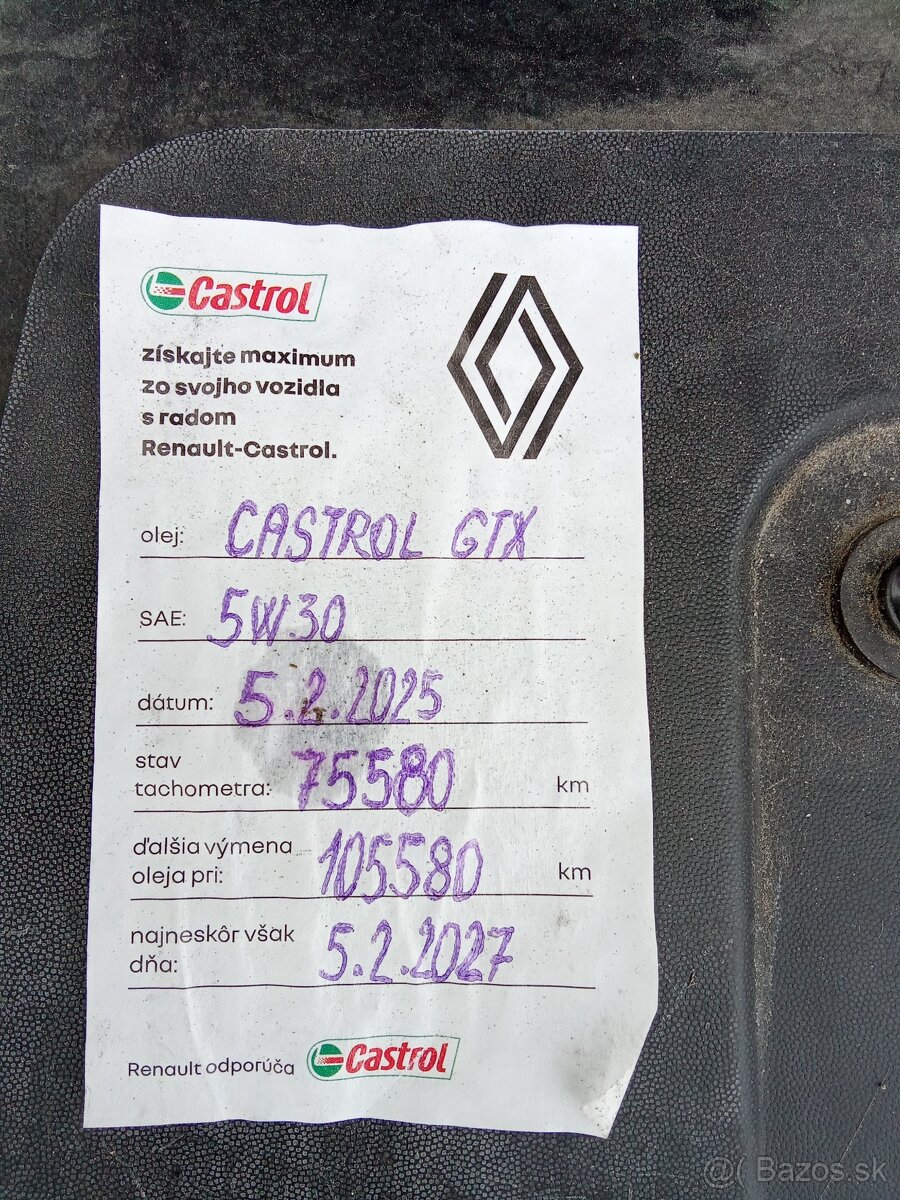 Castrol
získajte maximum
zo svojho vozidla
s radom
Renault-Castrol.
olej: CASTROL GTX
SAE: 5W30
dátum: 5.2.2025
stav
tachometra: 75580 km
ďalšia výmena
oleja pri: 105580 km
najneskôr však
dňa: 5.2.2027
Renault odporúča Castrol
@( Bazos.sk